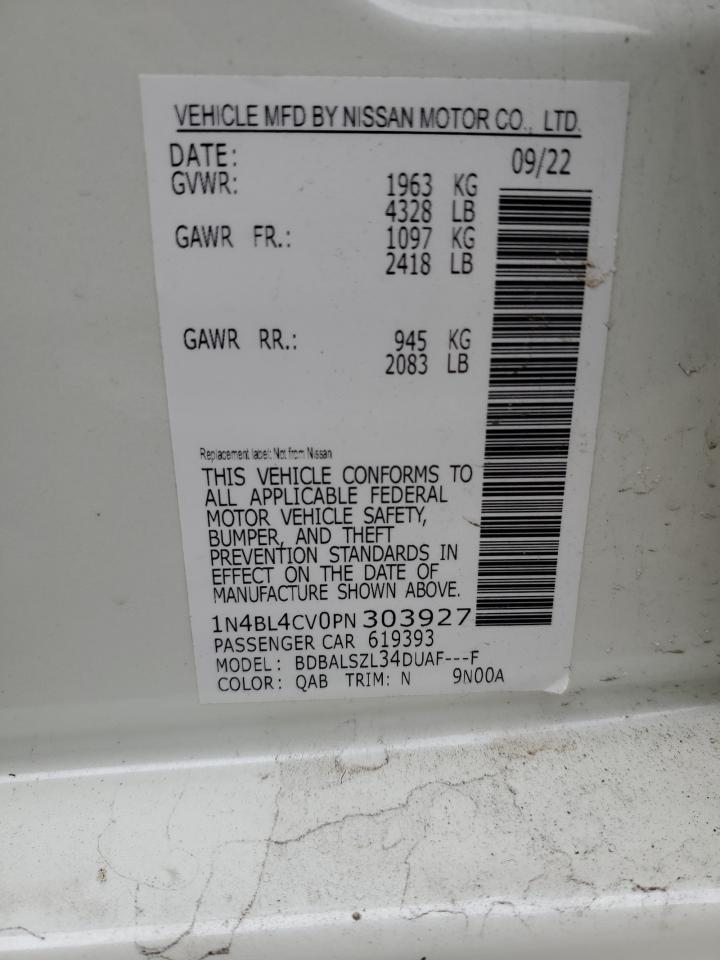 VEHICLE MFD BY NISSAN MOTOR CO., LTD.
DATE: 09/22
GVWR: 1963 KG
4328 LB
GAWR FR.: 1097 KG
2418 LB
GAWR RR.: 945 KG
2083 LB
Replacement label: Not from Nissan
THIS VEHICLE CONFORMS TO
ALL APPLICABLE FEDERAL
MOTOR VEHICLE SAFETY,
BUMPER, AND THEFT
PREVENTION STANDARDS IN
EFFECT ON THE DATE OF
MANUFACTURE SHOWN ABOVE.
1N4BL4CV0PN303927
PASSENGER CAR 619393
MODEL: BDBALSZL34DUAF---F
COLOR: QAB TRIM: N 9N00A